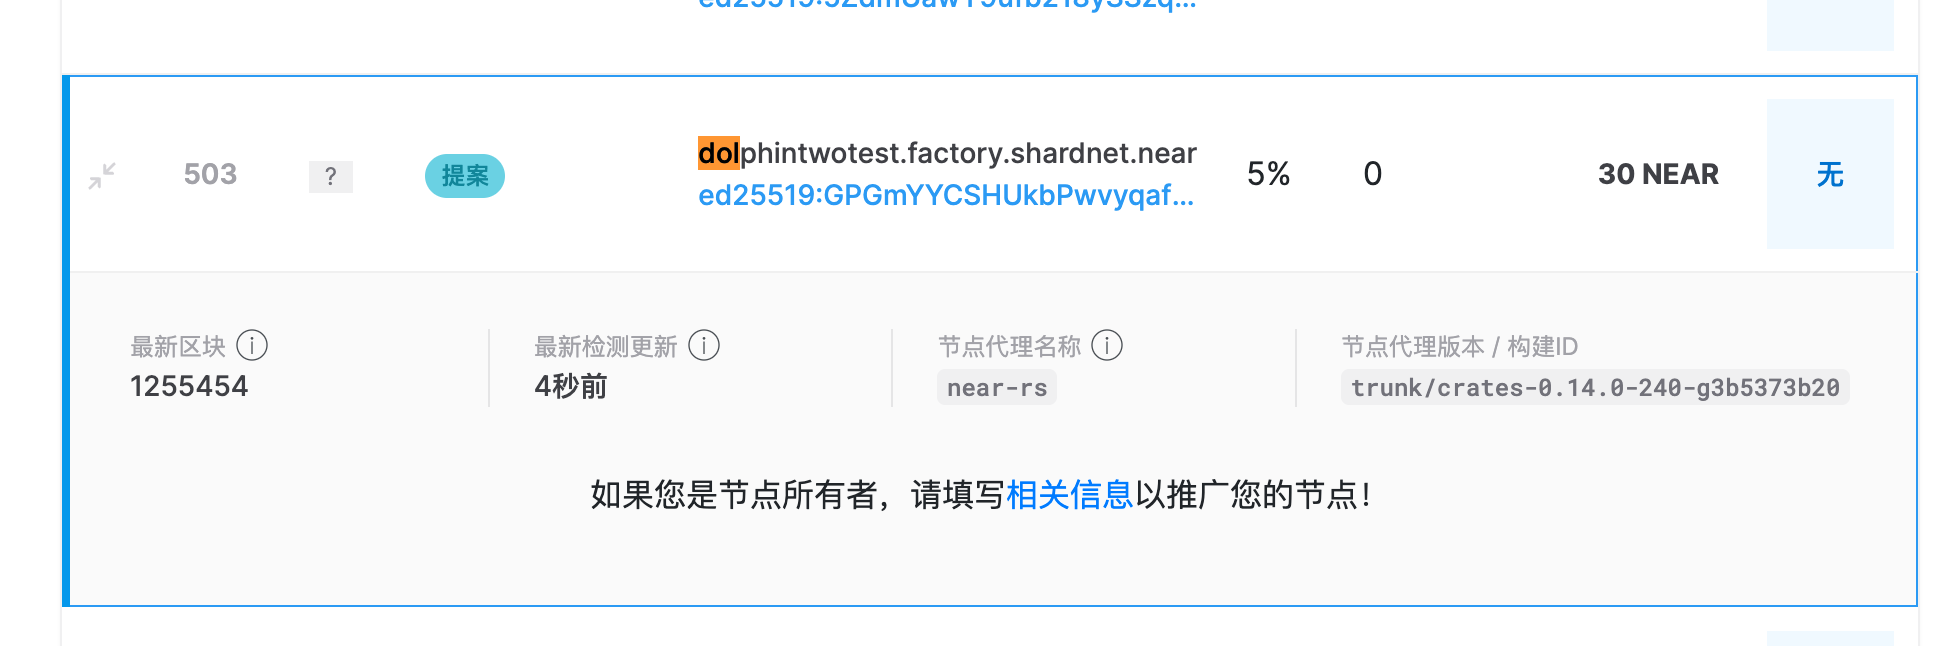 503
?
提案
dolphintwotest.factory.shardnet.near
ed25519:GPGmYYCSHUkbPwvyqaf...
5%
0
30 NEAR
无
最新区块
1255454
最新检测更新
4秒前
节点代理名称
near-rs
节点代理版本 / 构建ID
trunk/crates-0.14.0-240-g3b5373b20
如果您是节点所有者，请填写相关信息以推广您的节点！